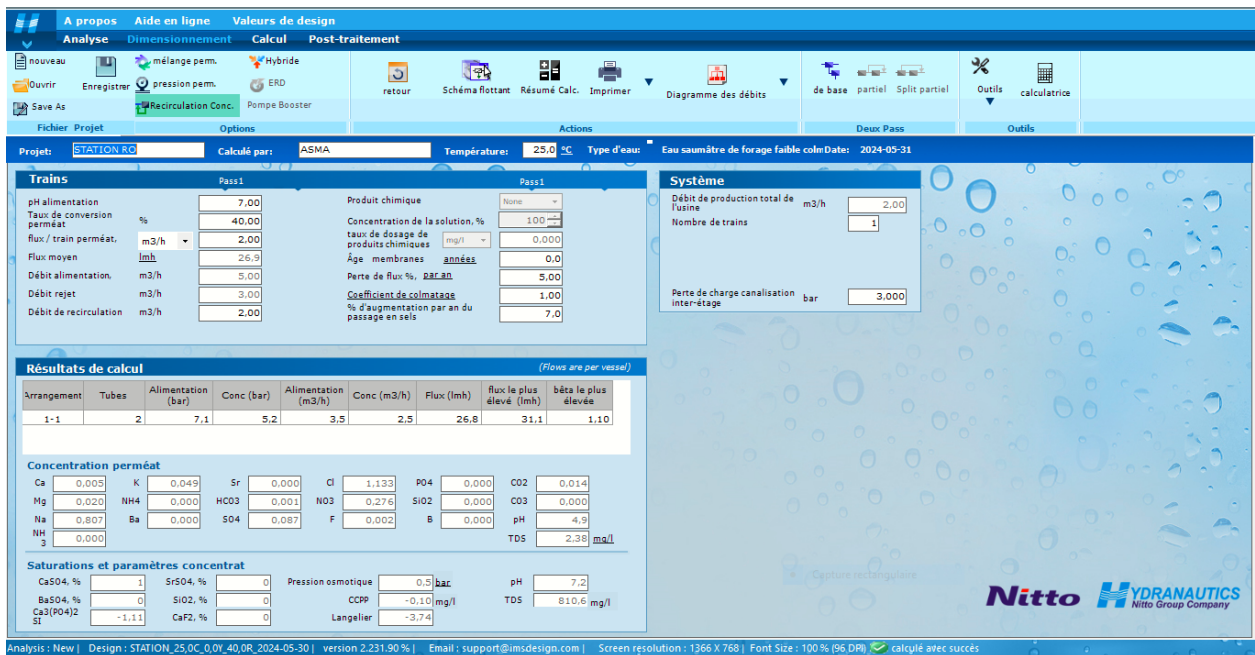 A propos Aide en ligne Valeurs de design
Analyse Dimensionnement Calcul Post-traitement
nouveau
Ouvrir
Save As
Enregistrer
mélange perm.
pression perm.
Recirculation Conc.
Hybride
ERD
Pompe Booster
retour
Schéma flottant
Résumé Calc.
Imprimer
Diagramme des débits
de base
partiel
Split partiel
Outils
calculatrice
Fichier Projet Options Actions Deux Pass Outils
Projet: STATION RO Calculé par: ASMA Température: 25,0 °C Type d'eau: Eau saumâtre de forage faible colm Date: 2024-05-31
Trains Pass1 Pass1
pH alimentation 7,00
Taux de conversion
perméat % 40,00
flux / train perméat, m3/h 2,00
Flux moyen lmh 26,9
Débit alimentation, m3/h 5,00
Débit rejet m3/h 3,00
Débit de recirculation m3/h 2,00
Produit chimique None
Concentration de la solution, % 100
taux de dosage de
produits chimiques mg/l 0,000
Âge membranes années 0,0
Perte de flux %, par an 5,00
Coefficient de colmatage 1,00
% d'augmentation par an du
passage en sels 7,0
Système
Débit de production total de
l'usine m3/h 2,00
Nombre de trains 1
Perte de charge canalisation
inter-étage bar 3,000
Résultats de calcul (Flows are per vessel)
Arrangement Tubes Alimentation (bar) Conc (bar) Alimentation (m3/h) Conc (m3/h) Flux (lmh) flux le plus élevé (lmh) bêta le plus élevée
1-1 2 7,1 5,2 3,5 2,5 26,8 31,1 1,10
Concentration perméat
Ca 0,005 K 0,049 Sr 0,000 Cl 1,133 PO4 0,000 CO2 0,014
Mg 0,020 NH4 0,000 HCO3 0,001 NO3 0,276 SiO2 0,000 CO3 0,000
Na 0,807 Ba 0,000 SO4 0,087 F 0,002 B 0,000 pH 4,9
NH
3 0,000 TDS 2,38 mg/l
Saturations et paramètres concentrat
CaSO4, % 1 SrSO4, % 0 Pression osmotique 0,5 bar pH 7,2
BaSO4, % 0 SiO2, % 0 CCPP -0,10 mg/l TDS 810,6 mg/l
Ca3(PO4)2
SI -1,11 CaF2, % 0 Langelier -3,74
Capture rectangulaire
Nitto HYDRANAUTICS
Nitto Group Company
Analysis : New | Design : STATION_25,0C_0,0Y_40,0R_2024-05-30 | version 2.231.90 % | Email : support@imsdesign.com | Screen resolution : 1366 X 768 | Font Size : 100 % (96 DPI) calculé avec succès